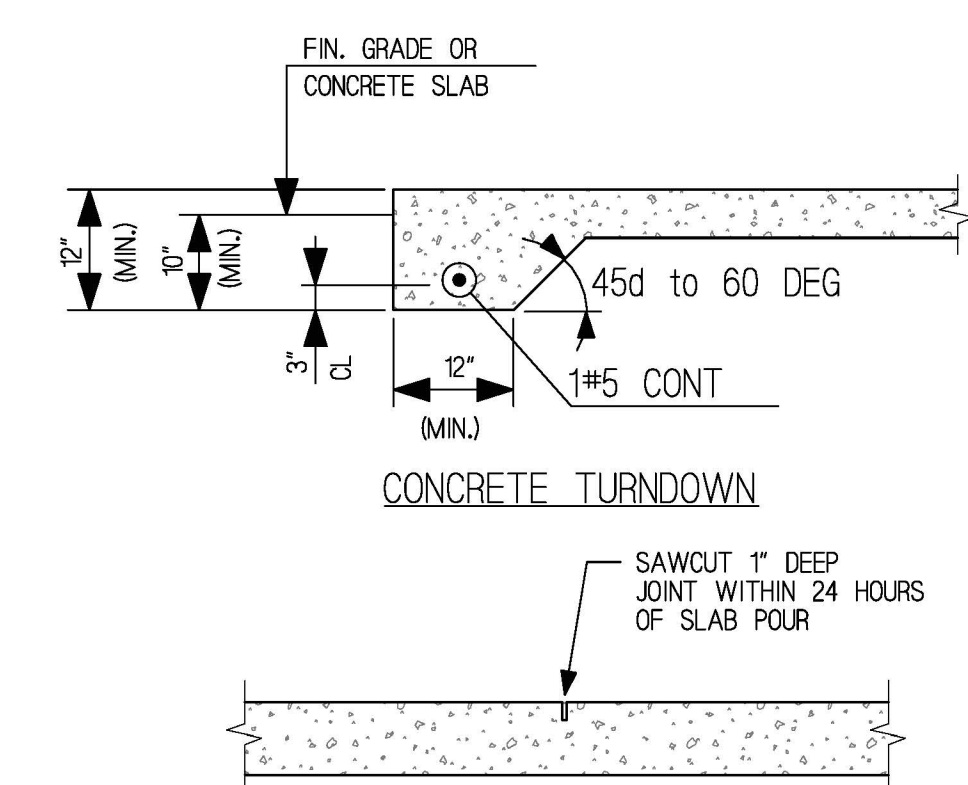 FIN. GRADE OR
CONCRETE SLAB
12"
(MIN.)
10"
(MIN.)
3"
CL
12"
(MIN.)
45d to 60 DEG
1#5 CONT
CONCRETE TURNDOWN
SAWCUT 1" DEEP
JOINT WITHIN 24 HOURS
OF SLAB POUR